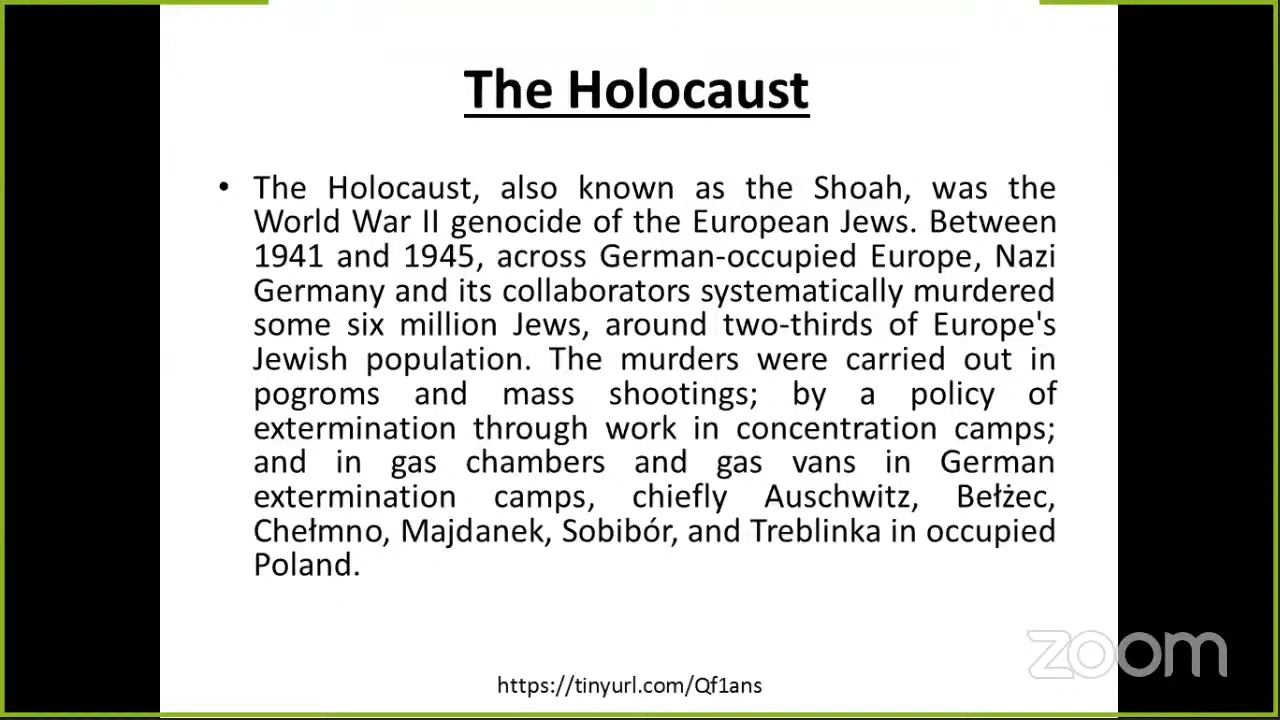 The Holocaust
• The Holocaust, also known as the Shoah, was the
World War II genocide of the European Jews. Between
1941 and 1945, across German-occupied Europe, Nazi
Germany and its collaborators systematically murdered
some six million Jews, around two-thirds of Europe's
Jewish population. The murders were carried out in
pogroms and mass shootings; by a policy of
extermination through work in concentration camps;
and in gas chambers and gas vans in German
extermination camps, chiefly Auschwitz, Bełżec,
Chełmno, Majdanek, Sobibór, and Treblinka in occupied
Poland.
zoom
https://tinyurl.com/Qf1ans